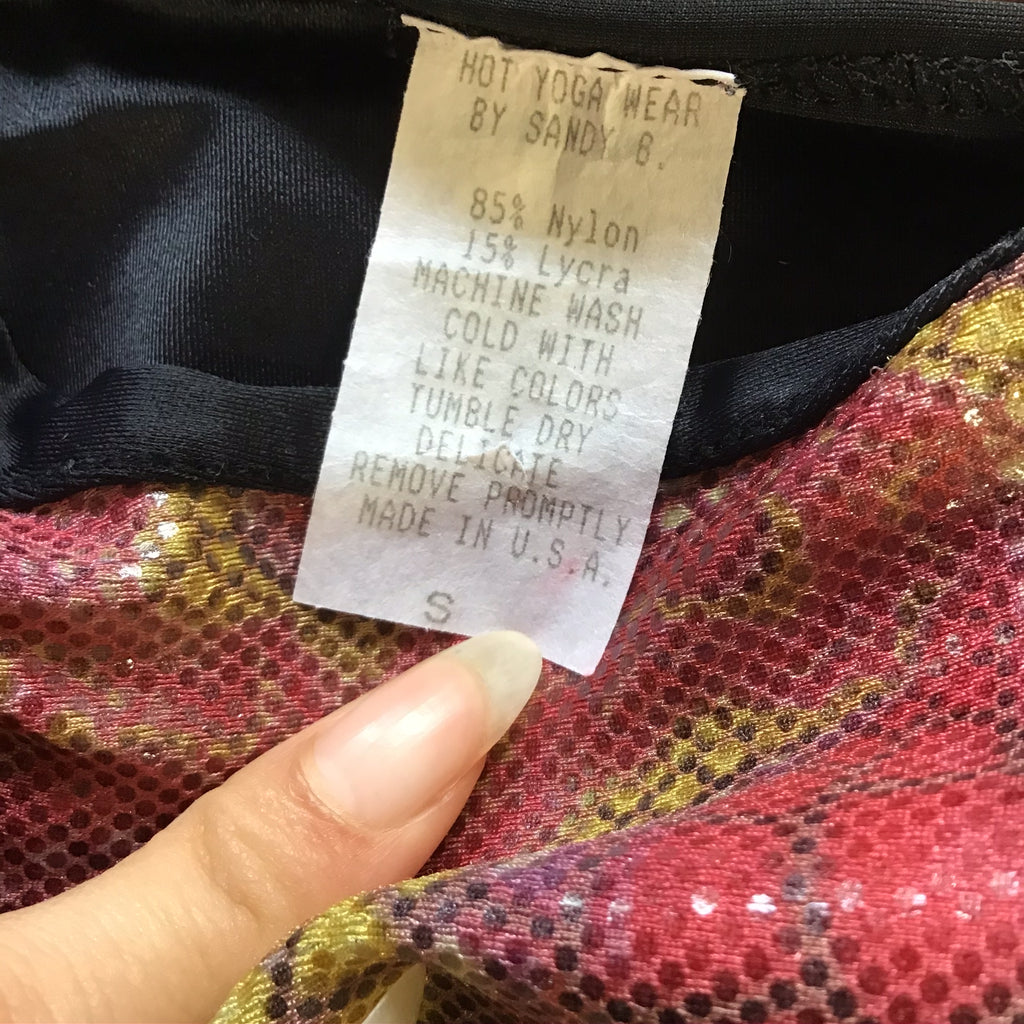 HOT YOGA WEAR
BY SANDY B.
85% Nylon
15% Lycra
MACHINE WASH
COLD WITH
LIKE COLORS
TUMBLE DRY
DELICATE
REMOVE PROMPTLY
MADE IN U.S.A.
S